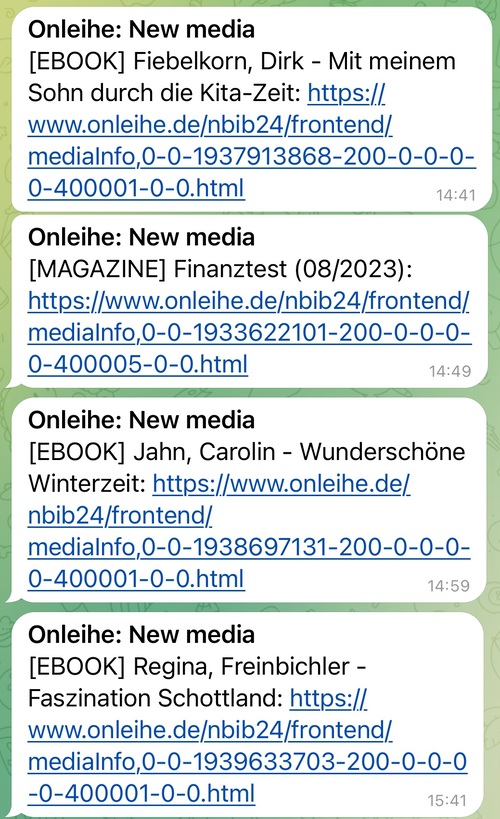 Onleihe: New media
[EBOOK] Fiebelkorn, Dirk - Mit meinem
Sohn durch die Kita-Zeit: https://
www.onleihe.de/nbib24/frontend/
mediaInfo,0-0-1937913868-200-0-0-0-
0-400001-0-0.html
14:41
Onleihe: New media
[MAGAZINE] Finanztest (08/2023):
https://www.onleihe.de/nbib24/frontend/
mediaInfo,0-0-1933622101-200-0-0-0-
0-400005-0-0.html
14:49
Onleihe: New media
[EBOOK] Jahn, Carolin - Wunderschöne
Winterzeit: https://www.onleihe.de/
nbib24/frontend/
mediaInfo,0-0-1938697131-200-0-0-0-
0-400001-0-0.html
14:59
Onleihe: New media
[EBOOK] Regina, Freinbichler -
Faszination Schottland: https://
www.onleihe.de/nbib24/frontend/
mediaInfo,0-0-1939633703-200-0-0-0
-0-400001-0-0.html
15:41